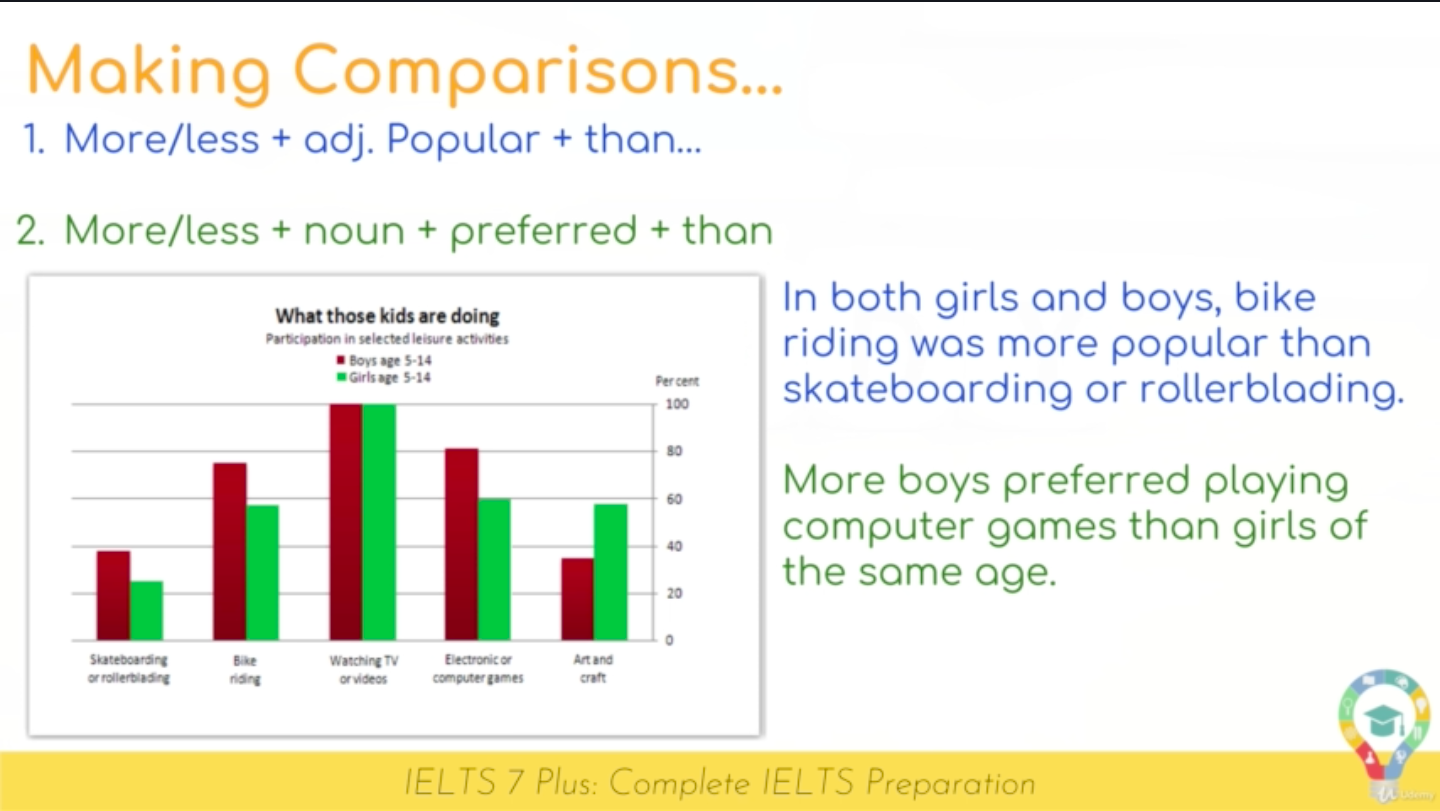 Making Comparisons...
1. More/less + adj. Popular + than...
2. More/less + noun + preferred + than
What those kids are doing
Participation in selected leisure activities
Boys age 5-14
Girls age 5-14
Per cent
100
80
60
40
20
0
Skateboarding
or rollerblading
Bike
riding
Watching TV
or videos
Electronic or
computer games
Art and
craft
In both girls and boys, bike
riding was more popular than
skateboarding or rollerblading.
More boys preferred playing
computer games than girls of
the same age.
IELTS 7 Plus: Complete IELTS Preparation
Udemy